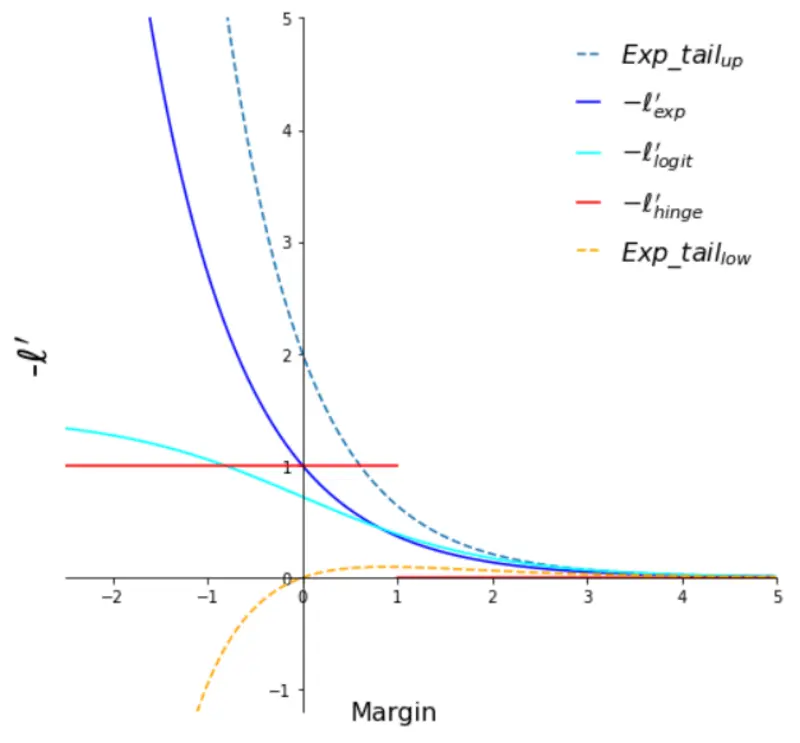 5
4
3
2
1
0
−1
−2
−1
0
1
2
3
4
5
-ℓ′
Margin
Exp_tail_up
−ℓ′_exp
−ℓ′_logit
−ℓ′_hinge
Exp_tail_low